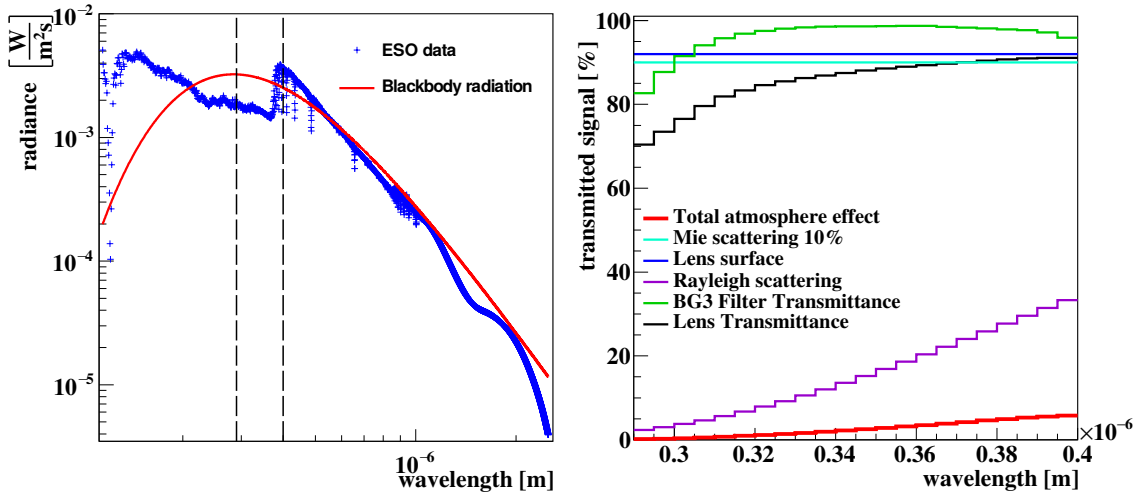 radiance [W/m²s]
10⁻²
10⁻³
10⁻⁴
10⁻⁵
ESO data
Blackbody radiation
10⁻⁶
wavelength [m]
transmitted signal [%]
100
80
60
40
20
0
Total atmosphere effect
Mie scattering 10%
Lens surface
Rayleigh scattering
BG3 Filter Transmittance
Lens Transmittance
0.3 0.32 0.34 0.36 0.38 0.4
×10⁻⁶
wavelength [m]